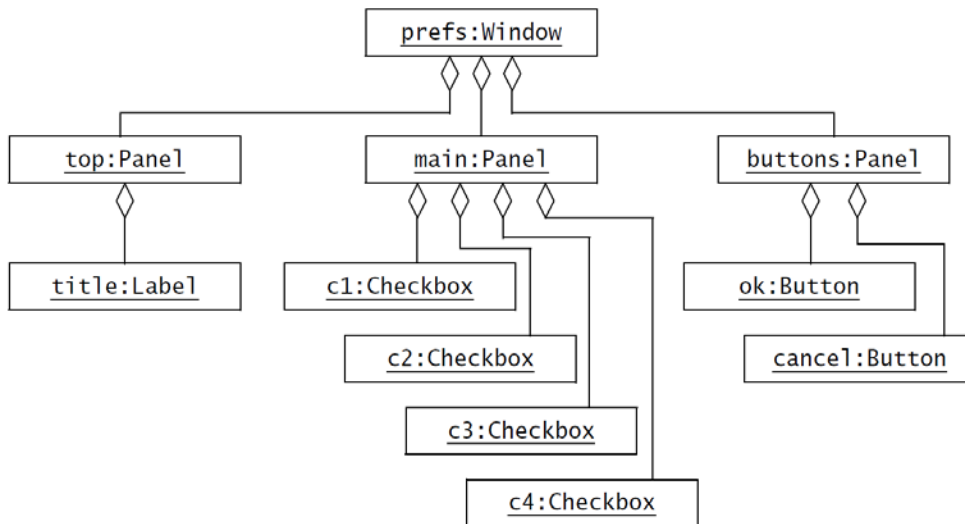 prefs:Window
top:Panel
main:Panel
buttons:Panel
title:Label
c1:Checkbox
ok:Button
c2:Checkbox
cancel:Button
c3:Checkbox
c4:Checkbox